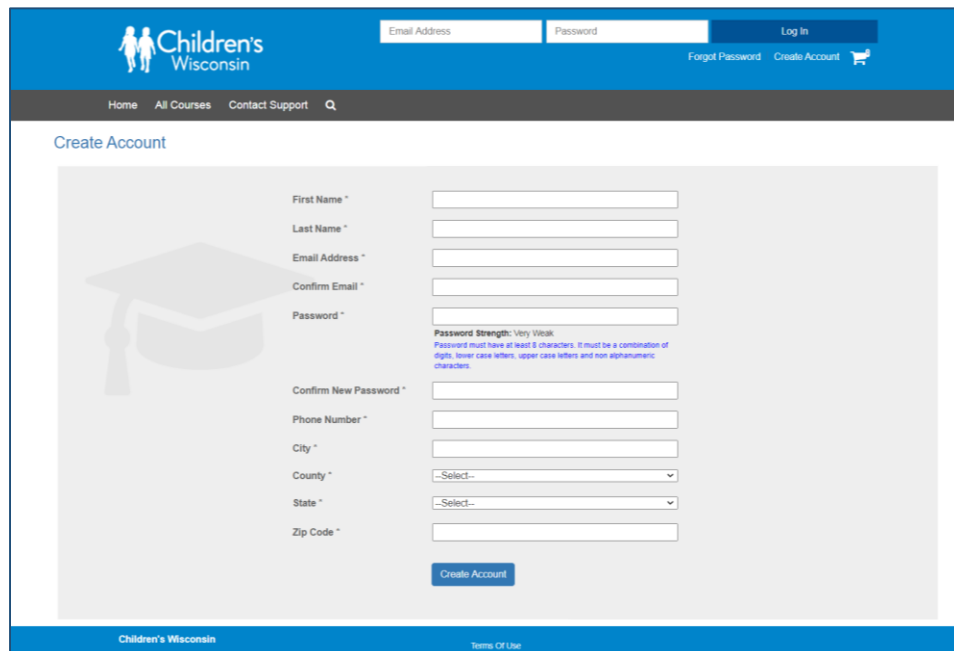 Children's
Wisconsin
Email Address
Password
Log In
Forgot Password
Create Account
0
Home
All Courses
Contact Support
Create Account
First Name *
Last Name *
Email Address *
Confirm Email *
Password *
Password Strength: Very Weak
Password must have at least 8 characters. It must be a combination of
digits, lower case letters, upper case letters and non alphanumeric
characters.
Confirm New Password *
Phone Number *
City *
County *
--Select--
State *
--Select--
Zip Code *
Create Account
Children's Wisconsin
Terms Of Use